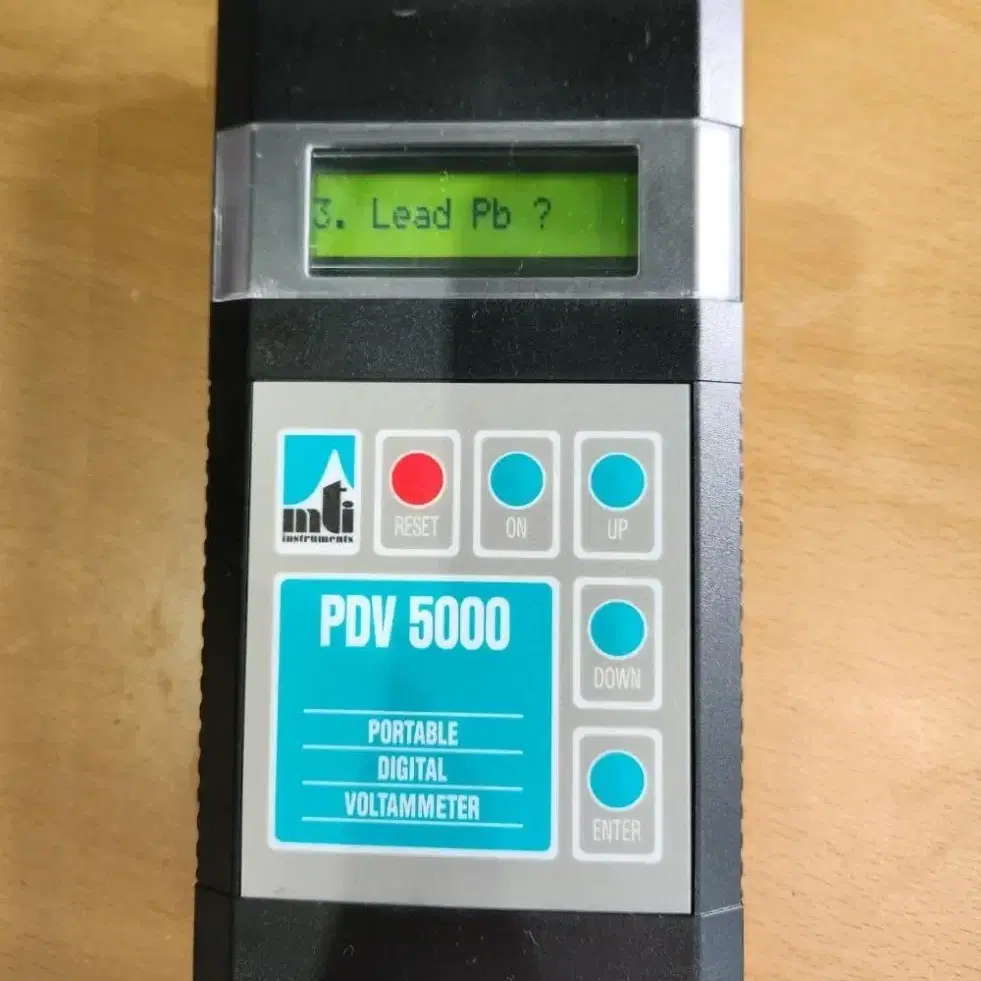 3. Lead Pb ?
mti
instruments
RESET
ON
UP
PDV 5000
DOWN
PORTABLE
DIGITAL
VOLTAMMETER
ENTER